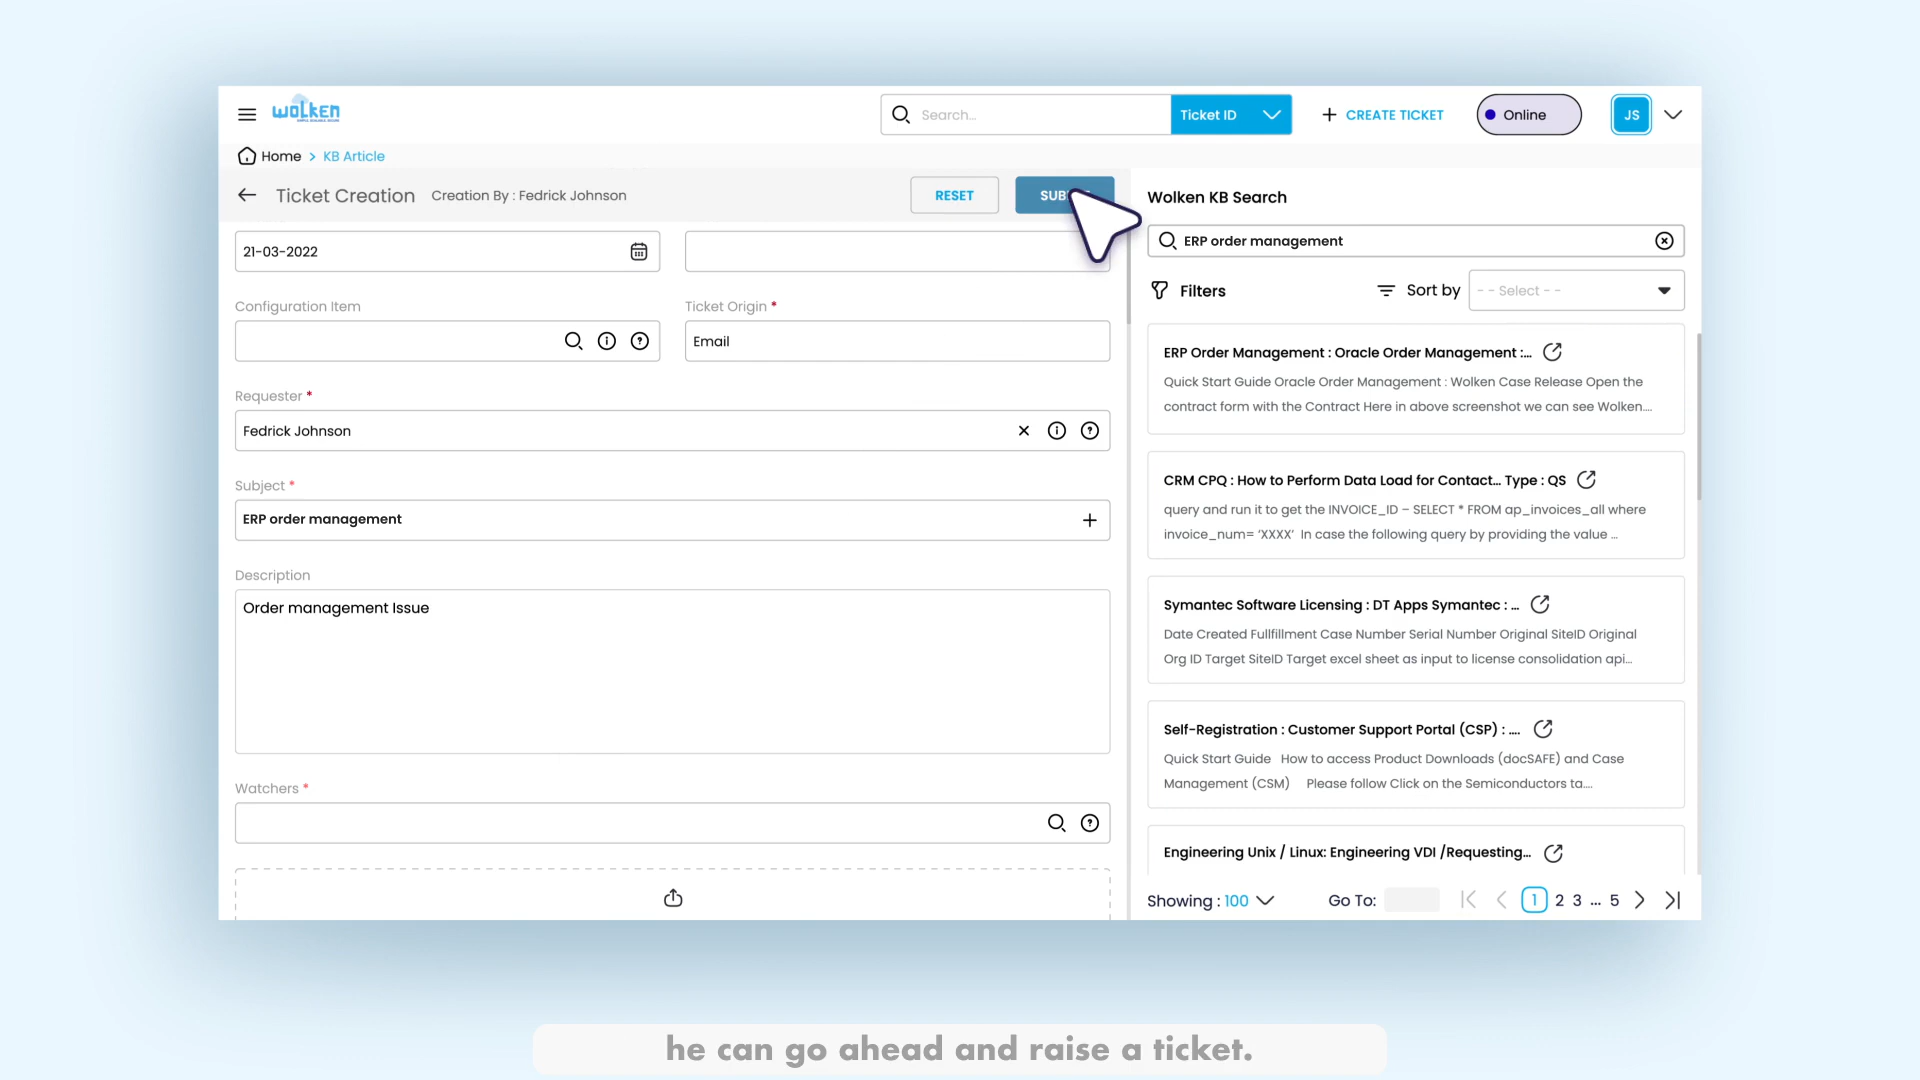 wolken
Search...
Ticket ID
CREATE TICKET
Online
JS
Home > KB Article
Ticket Creation
Creation By : Fedrick Johnson
RESET
21-03-2022
Configuration Item
Ticket Origin *
Email
Requester *
Fedrick Johnson
Subject *
ERP order management
Description
Order management Issue
Watchers *
Wolken KB Search
ERP order management
Filters
Sort by
- - Select - -
ERP Order Management : Oracle Order Management :...
Quick Start Guide Oracle Order Management : Wolken Case Release Open the
contract form with the Contract Here in above screenshot we can see Wolken....
CRM CPQ : How to Perform Data Load for Contact... Type : QS
query and run it to get the INVOICE_ID – SELECT * FROM ap_invoices_all where
invoice_num= ‘XXXX’ In case the following query by providing the value ...
Symantec Software Licensing : DT Apps Symantec : ...
Date Created Fullfillment Case Number Serial Number Original SiteID Original
Org ID Target SiteID Target excel sheet as input to license consolidation api...
Self-Registration : Customer Support Portal (CSP) : ....
Quick Start Guide How to access Product Downloads (docSAFE) and Case
Management (CSM) Please follow Click on the Semiconductors ta....
Engineering Unix / Linux: Engineering VDI /Requesting...
Showing : 100
Go To:
1 2 3 ... 5
he can go ahead and raise a ticket.